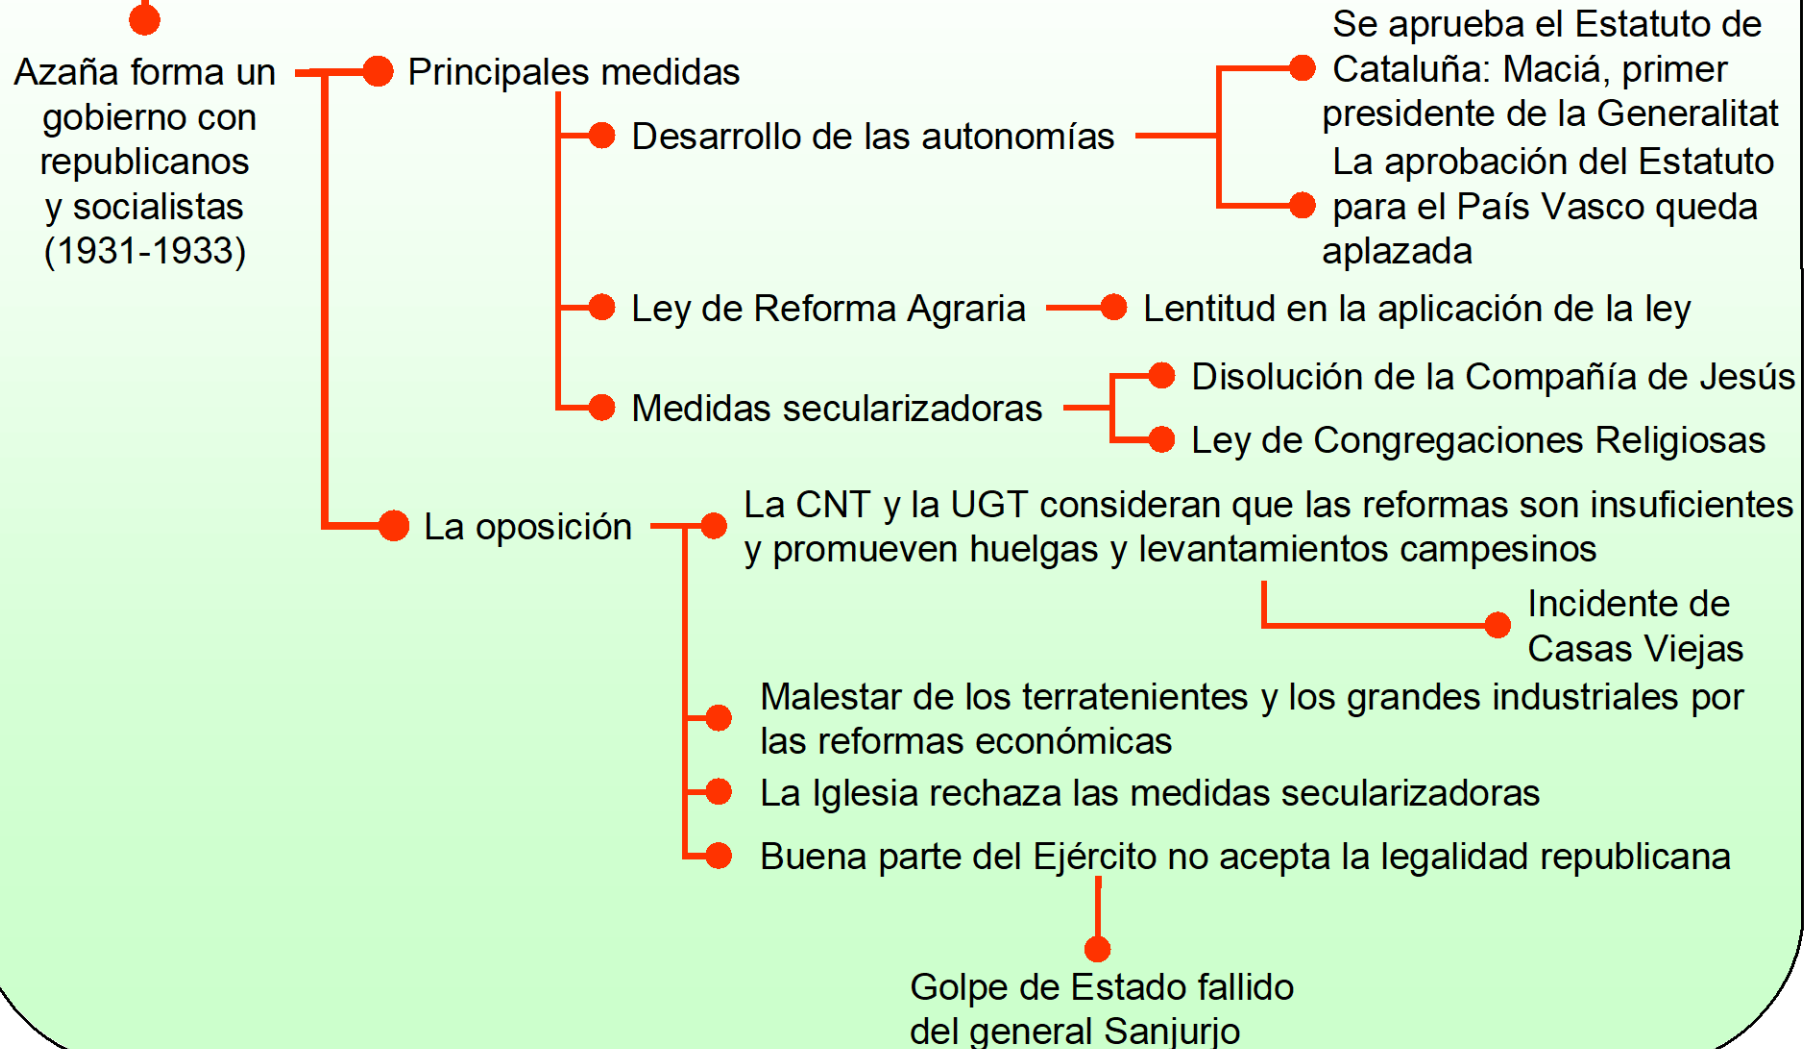 Azaña forma un
gobierno con
republicanos
y socialistas
(1931-1933)
Principales medidas
Desarrollo de las autonomías
Se aprueba el Estatuto de
Cataluña: Maciá, primer
presidente de la Generalitat
La aprobación del Estatuto
para el País Vasco queda
aplazada
Ley de Reforma Agraria
Lentitud en la aplicación de la ley
Medidas secularizadoras
Disolución de la Compañía de Jesús
Ley de Congregaciones Religiosas
La oposición
La CNT y la UGT consideran que las reformas son insuficientes
y promueven huelgas y levantamientos campesinos
Incidente de
Casas Viejas
Malestar de los terratenientes y los grandes industriales por
las reformas económicas
La Iglesia rechaza las medidas secularizadoras
Buena parte del Ejército no acepta la legalidad republicana
Golpe de Estado fallido
del general Sanjurjo